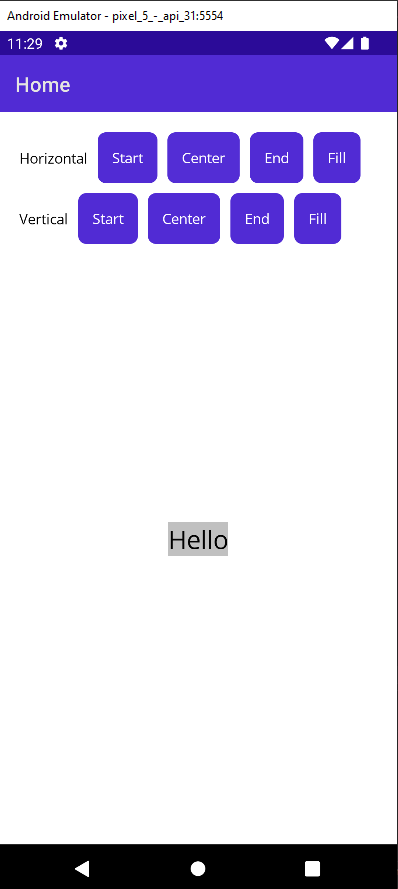 Android Emulator - pixel_5_-_api_31:5554
11:29
Home
Horizontal Start Center End Fill
Vertical Start Center End Fill
Hello